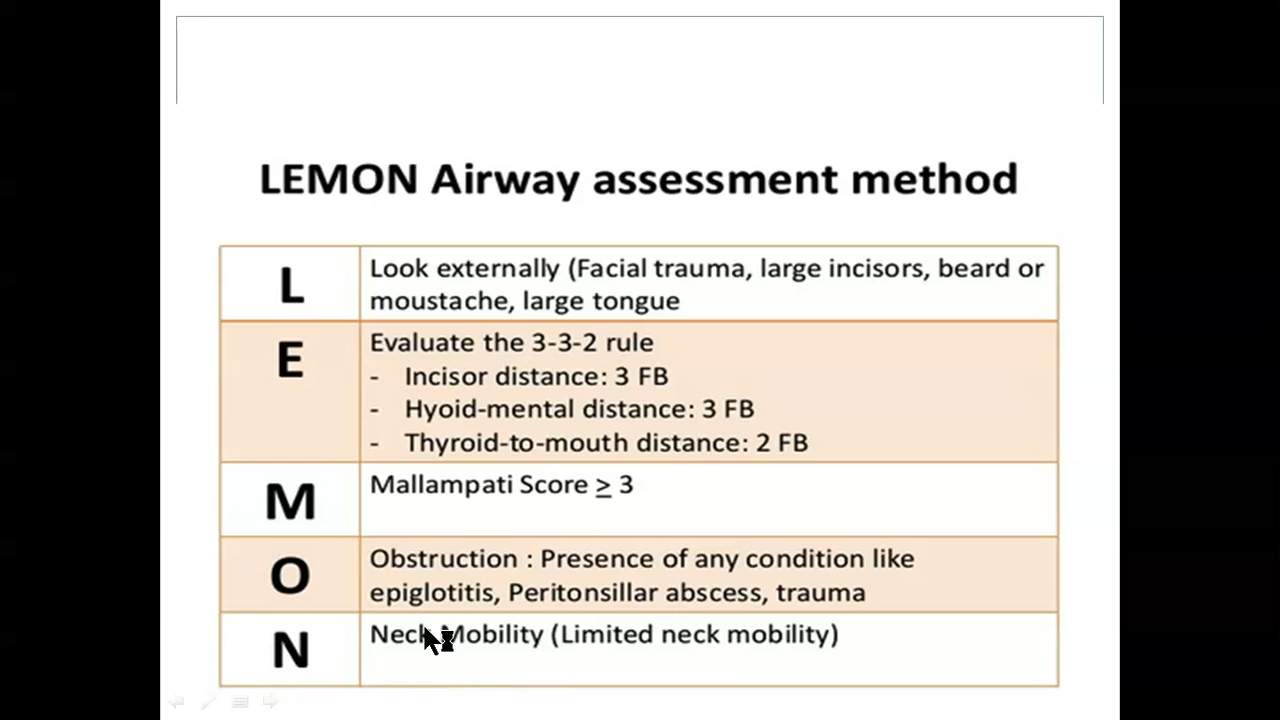 LEMON Airway assessment method
L
Look externally (Facial trauma, large incisors, beard or
moustache, large tongue
E
Evaluate the 3-3-2 rule
- Incisor distance: 3 FB
- Hyoid-mental distance: 3 FB
- Thyroid-to-mouth distance: 2 FB
M
Mallampati Score ≥ 3
O
Obstruction : Presence of any condition like
epiglotitis, Peritonsillar abscess, trauma
N
Neck Mobility (Limited neck mobility)